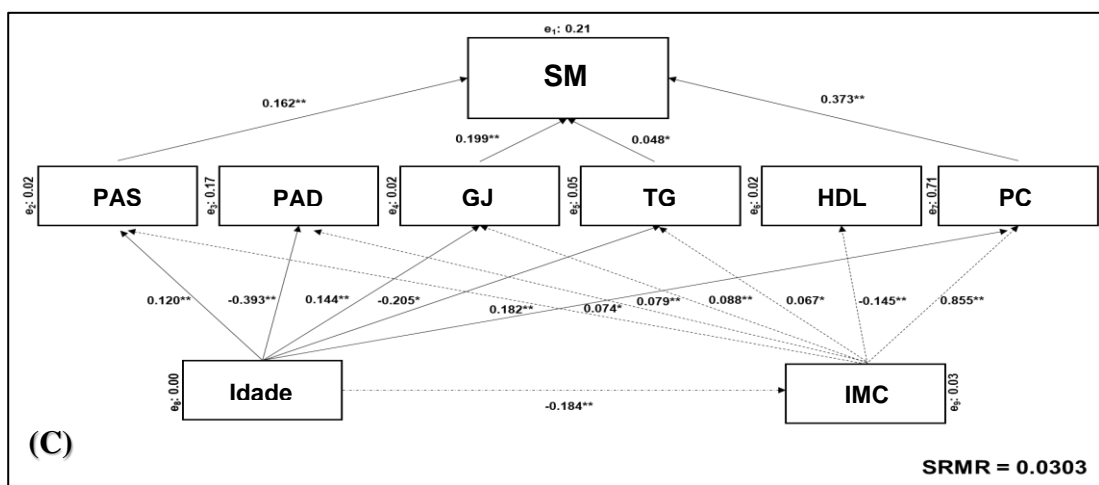 e₁: 0.21
SM
0.162**
0.373**
0.199**
0.048*
e₂: 0.02
PAS
e₃: 0.17
PAD
e₄: 0.02
GJ
e₅: 0.05
TG
e₆: 0.02
HDL
e₇: 0.71
PC
0.120**
-0.393**
0.144**
-0.205*
0.182**
0.074*
0.079**
0.088**
0.067*
-0.145**
0.855**
e₈: 0.00
Idade
-0.184**
IMC
e₉: 0.03
(C)
SRMR = 0.0303